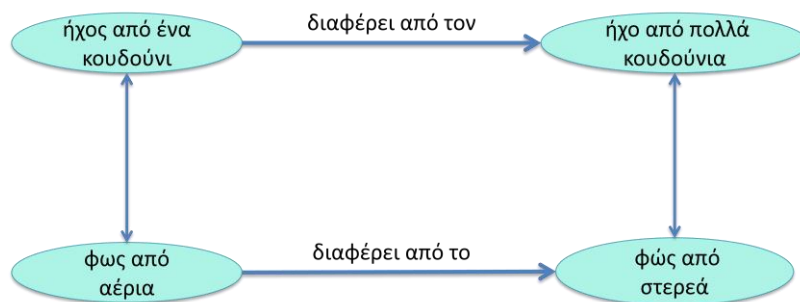 ήχος από ένα
κουδούνι
διαφέρει από τον
ήχο από πολλά
κουδούνια
φως από
αέρια
διαφέρει από το
φώς από
στερεά